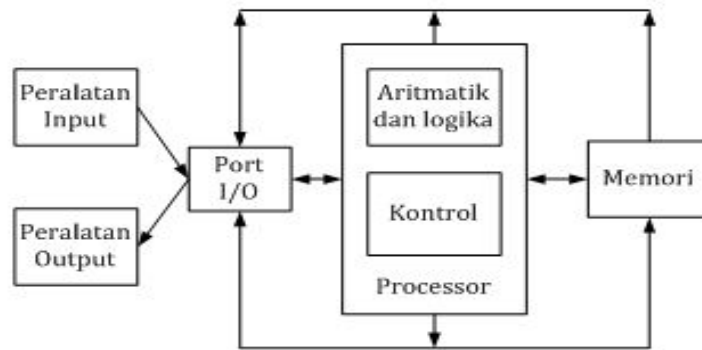 Peralatan
Input
Peralatan
Output
Port
I/O
Aritmatik
dan logika
Kontrol
Processor
Memori